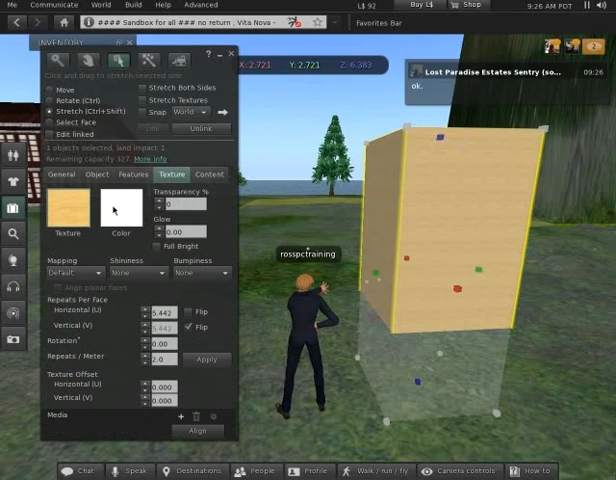 Me Communicate World Build Help Advanced
L$ 92 Buy L$ Shop 9:26 AM PDT
#### Sandbox for all ### no return , Vita Nova -
Favorites Bar
INVENTORY
? _ ×
X: 2.721 Y: 2.721 Z: 6.383
2
Lost Paradise Estates Sentry (so...
09:26
ok.
Click and drag to stretch selected side
Move
Rotate (Ctrl)
Stretch (Ctrl+Shift)
Select Face
Edit linked
Stretch Both Sides
Stretch Textures
Snap World
Link Unlink
1 objects selected, land impact: 1
Remaining capacity 327. More info
General Object Features Texture Content
Transparency %
0
Glow
0.00
Full Bright
Texture Color
Mapping Shininess Bumpiness
Default None None
Align planar faces
Repeats Per Face
Horizontal (U) 5.442 Flip
Vertical (V) 5.442 Flip
Rotation° 0.00
Repeats / Meter 2.0 Apply
Texture Offset
Horizontal (U) 0.000
Vertical (V) 0.000
Media
Align
rosspctraining
Chat Speak Destinations People Profile Walk / run / fly Camera controls How to